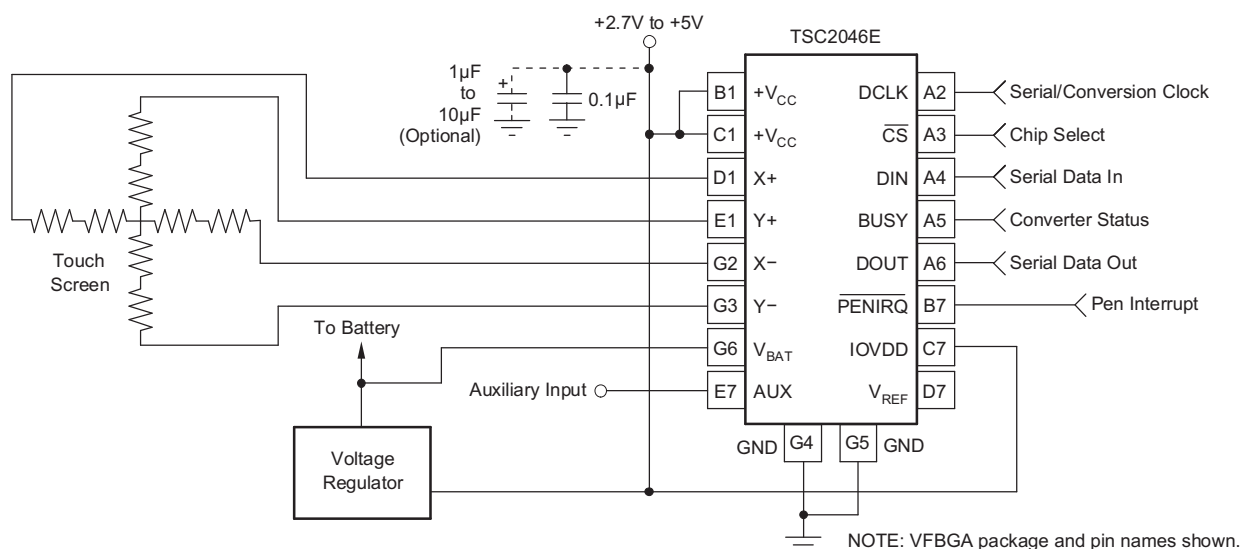 +2.7V to +5V
TSC2046E
1µF
to
10µF
(Optional)
+
0.1µF
B1 +VCC
C1 +VCC
D1 X+
E1 Y+
G2 X−
G3 Y−
G6 VBAT
E7 AUX
DCLK A2 Serial/Conversion Clock
CS A3 Chip Select
DIN A4 Serial Data In
BUSY A5 Converter Status
DOUT A6 Serial Data Out
PENIRQ B7 Pen Interrupt
IOVDD C7
VREF D7
Touch
Screen
To Battery
Auxiliary Input
Voltage
Regulator
GND G4 G5 GND
NOTE: VFBGA package and pin names shown.